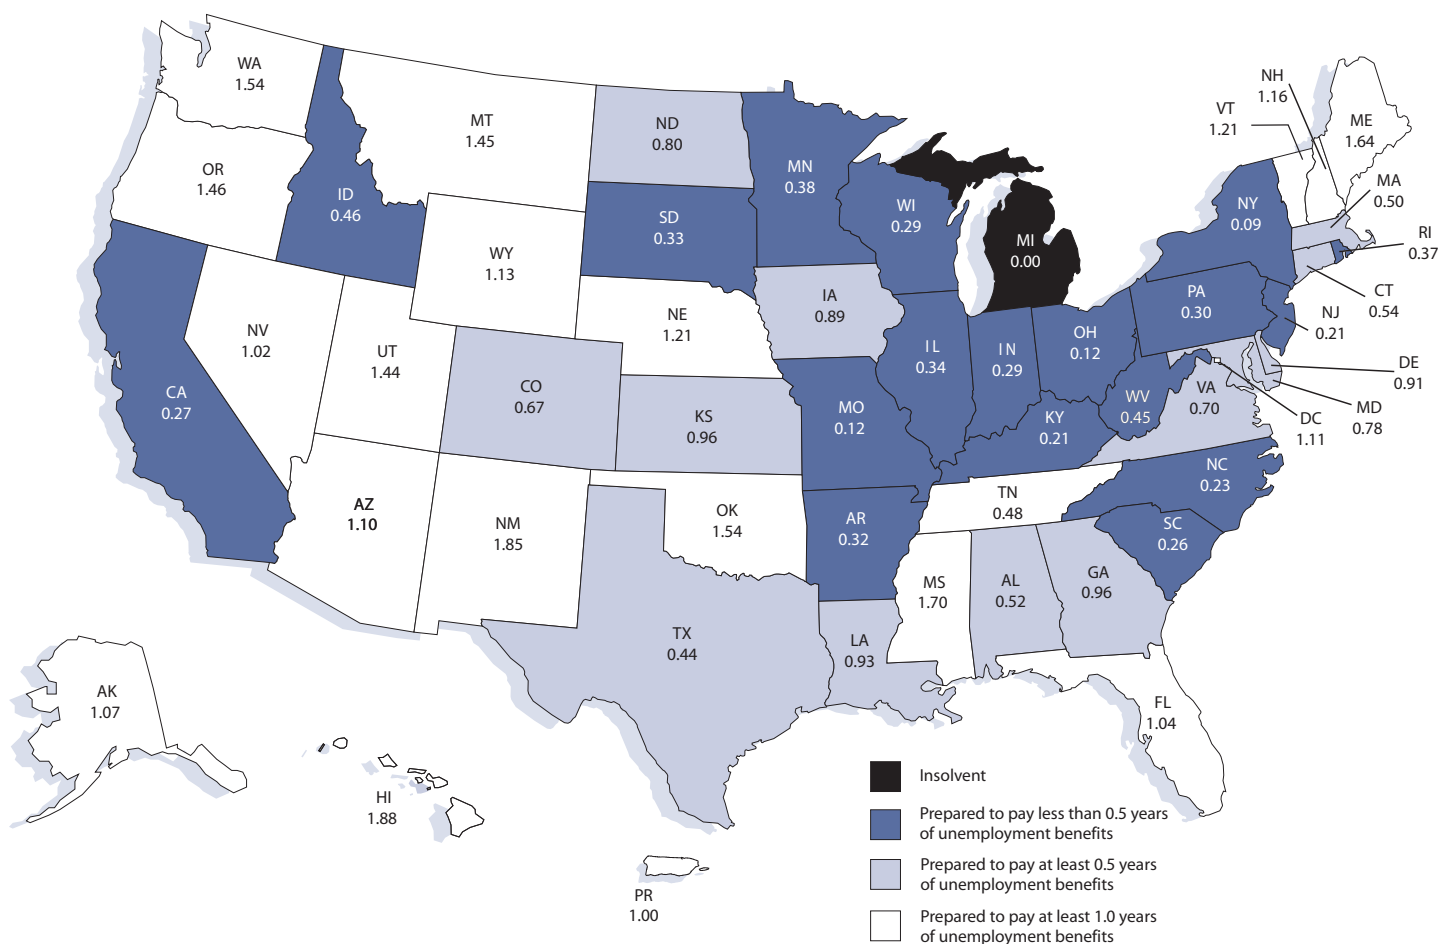 WA
1.54
OR
1.46
ID
0.46
MT
1.45
ND
0.80
MN
0.38
SD
0.33
WI
0.29
MI
0.00
WY
1.13
NE
1.21
IA
0.89
NV
1.02
UT
1.44
CO
0.67
KS
0.96
CA
0.27
AZ
1.10
NM
1.85
OK
1.54
TX
0.44
MO
0.12
AR
0.32
LA
0.93
IL
0.34
IN
0.29
OH
0.12
KY
0.21
WV
0.45
VA
0.70
TN
0.48
NC
0.23
SC
0.26
MS
1.70
AL
0.52
GA
0.96
FL
1.04
PA
0.30
NY
0.09
VT
1.21
NH
1.16
ME
1.64
MA
0.50
RI
0.37
CT
0.54
NJ
0.21
DE
0.91
MD
0.78
DC
1.11
AK
1.07
HI
1.88
PR
1.00
Insolvent
Prepared to pay less than 0.5 years
of unemployment benefits
Prepared to pay at least 0.5 years
of unemployment benefits
Prepared to pay at least 1.0 years
of unemployment benefits